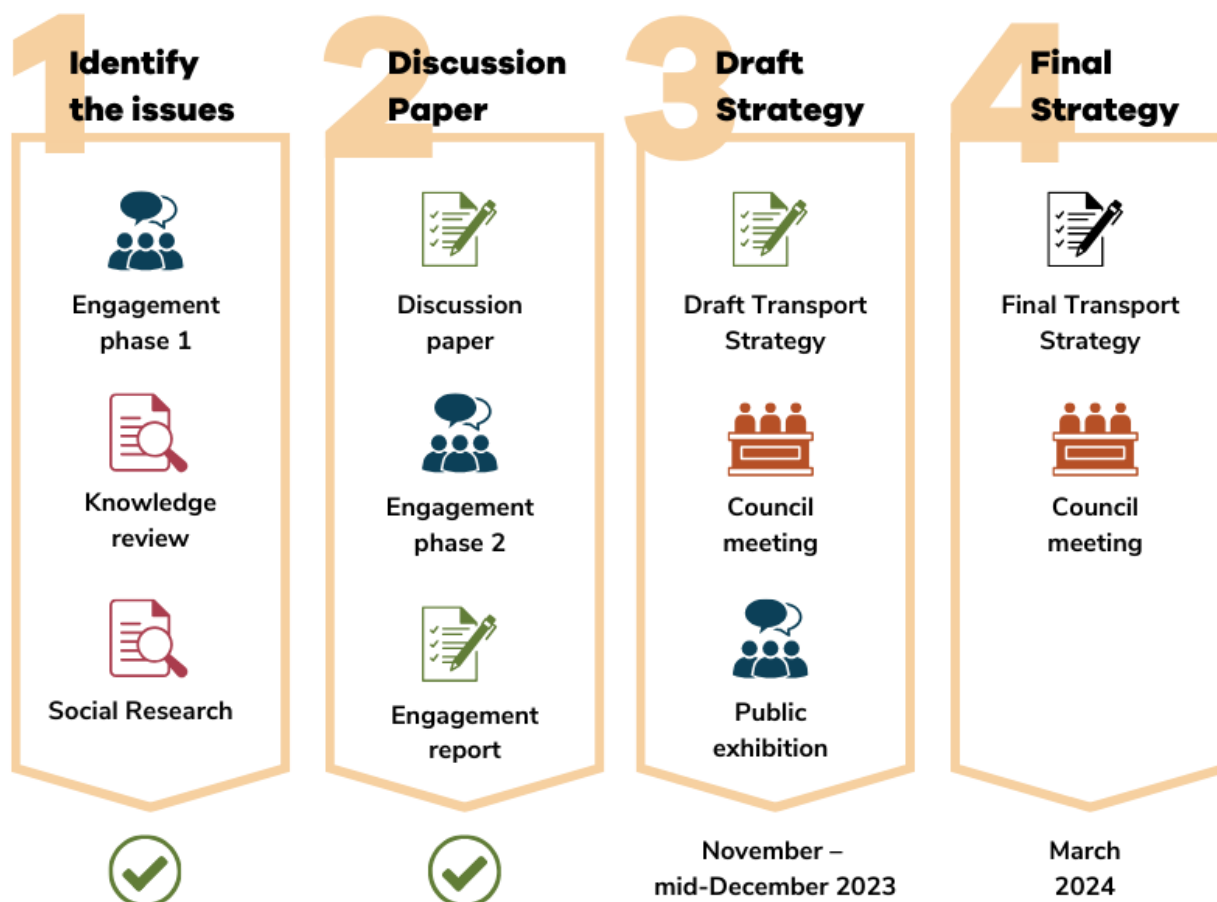 1
Identify
the issues
Engagement
phase 1
Knowledge
review
Social Research
2
Discussion
Paper
Discussion
paper
Engagement
phase 2
Engagement
report
3
Draft
Strategy
Draft Transport
Strategy
Council
meeting
Public
exhibition
November –
mid-December 2023
4
Final
Strategy
Final Transport
Strategy
Council
meeting
March
2024